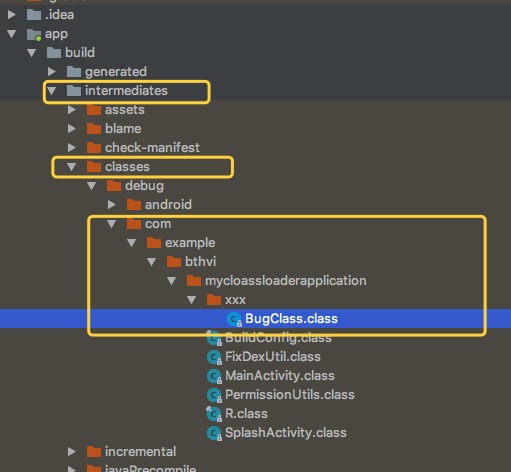 .idea
app
build
generated
intermediates
assets
blame
check-manifest
classes
debug
android
com
example
bthvi
mycloassloaderapplication
xxx
BugClass.class
BuildConfig.class
FixDexUtil.class
MainActivity.class
PermissionUtils.class
R.class
SplashActivity.class
incremental
javaPrecompile